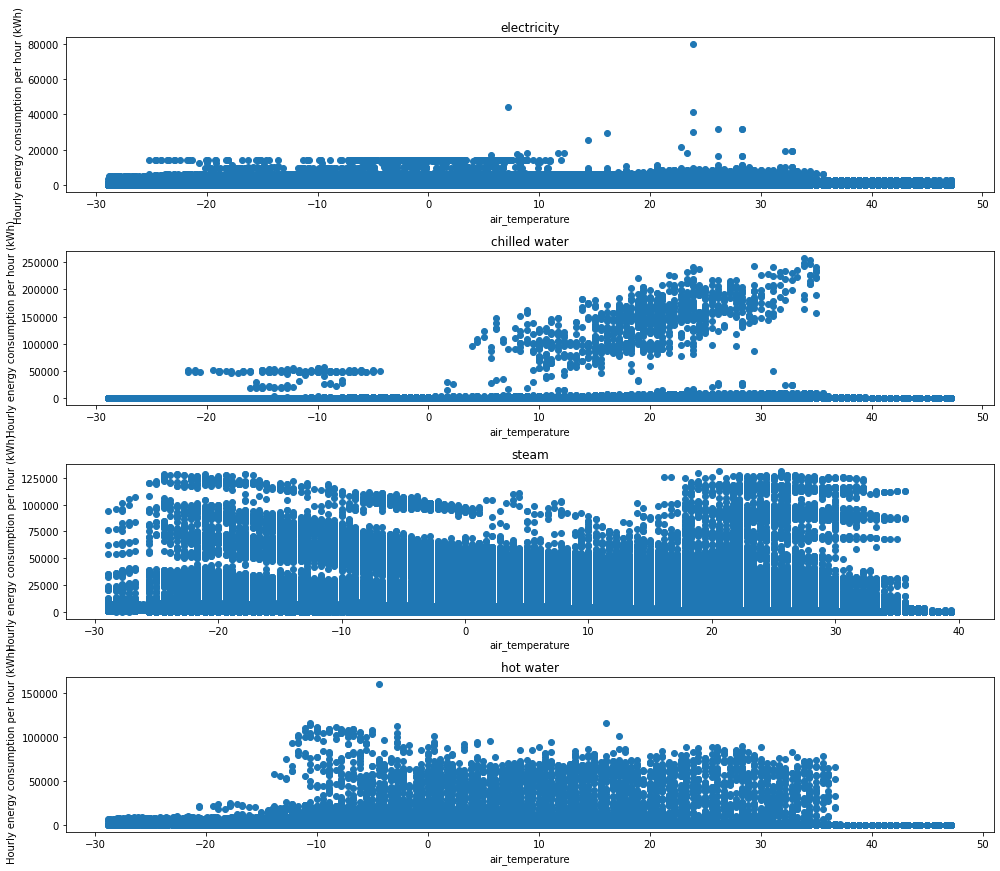 electricity
Hourly energy consumption per hour (kWh)
80000
60000
40000
20000
0
−30 −20 −10 0 10 20 30 40 50
air_temperature
chilled water
Hourly energy consumption per hour (kWh)
250000
200000
150000
100000
50000
0
−30 −20 −10 0 10 20 30 40 50
air_temperature
steam
Hourly energy consumption per hour (kWh)
125000
100000
75000
50000
25000
0
−30 −20 −10 0 10 20 30 40
air_temperature
hot water
Hourly energy consumption per hour (kWh)
150000
100000
50000
0
−30 −20 −10 0 10 20 30 40 50
air_temperature